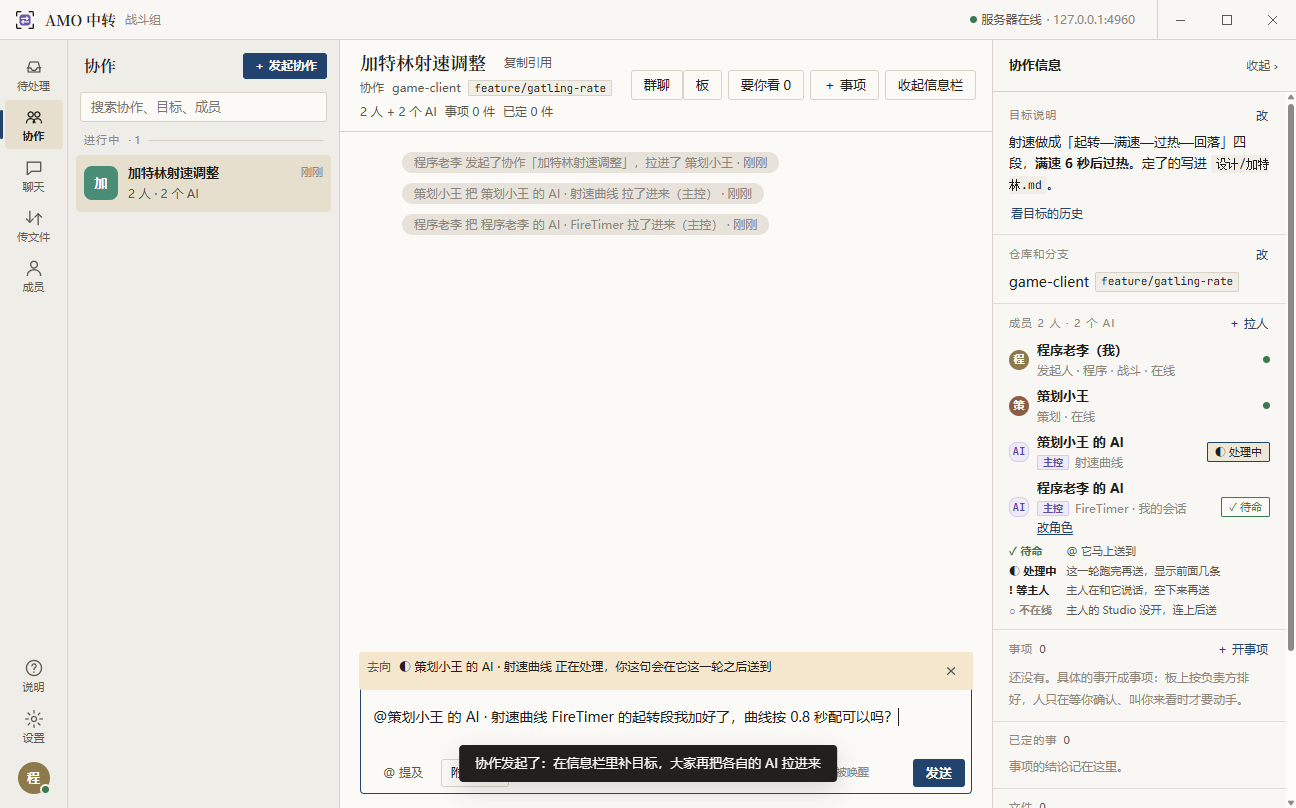 AMO 中转 战斗组
服务器在线 · 127.0.0.1:4960
待处理
协作
聊天
传文件
成员
说明
设置
程
协作
+ 发起协作
搜索协作、目标、成员
进行中 · 1
加
加特林射速调整
刚刚
2 人 · 2 个 AI
加特林射速调整 复制引用
协作 game-client feature/gatling-rate
2 人 + 2 个 AI 事项 0 件 已定 0 件
群聊
板
要你看 0
+ 事项
收起信息栏
程序老李 发起了协作「加特林射速调整」，拉进了 策划小王 · 刚刚
策划小王 把 策划小王 的 AI · 射速曲线 拉了进来（主控） · 刚刚
程序老李 把 程序老李 的 AI · FireTimer 拉了进来（主控） · 刚刚
去向 策划小王 的 AI · 射速曲线 正在处理，你这句会在它这一轮之后送到
@策划小王 的 AI · 射速曲线 FireTimer 的起转段我加好了，曲线按 0.8 秒配可以吗？
@ 提及
被唤醒
发送
协作发起了：在信息栏里补目标，大家再把各自的 AI 拉进来
协作信息
收起 ›
目标说明
改
射速做成「起转—满速—过热—回落」四
段，满速 6 秒后过热。定了的写进 设计/加特
林.md 。
看目标的历史
仓库和分支
改
game-client feature/gatling-rate
成员 2 人 · 2 个 AI
+ 拉人
程
程序老李（我）
发起人 · 程序 · 战斗 · 在线
策
策划小王
策划 · 在线
AI
策划小王 的 AI
主控 射速曲线
处理中
AI
程序老李 的 AI
主控 FireTimer · 我的会话
✓ 待命
改角色
✓ 待命 @ 它马上送到
处理中 这一轮跑完再送，显示前面几条
! 等主人 主人在和它说话，空下来再送
○ 不在线 主人的 Studio 没开，连上后送
事项 0
+ 开事项
还没有。具体的事开成事项：板上按负责方排
好，人只在等你确认、叫你来看时才要动手。
已定的事 0
事项的结论记在这里。